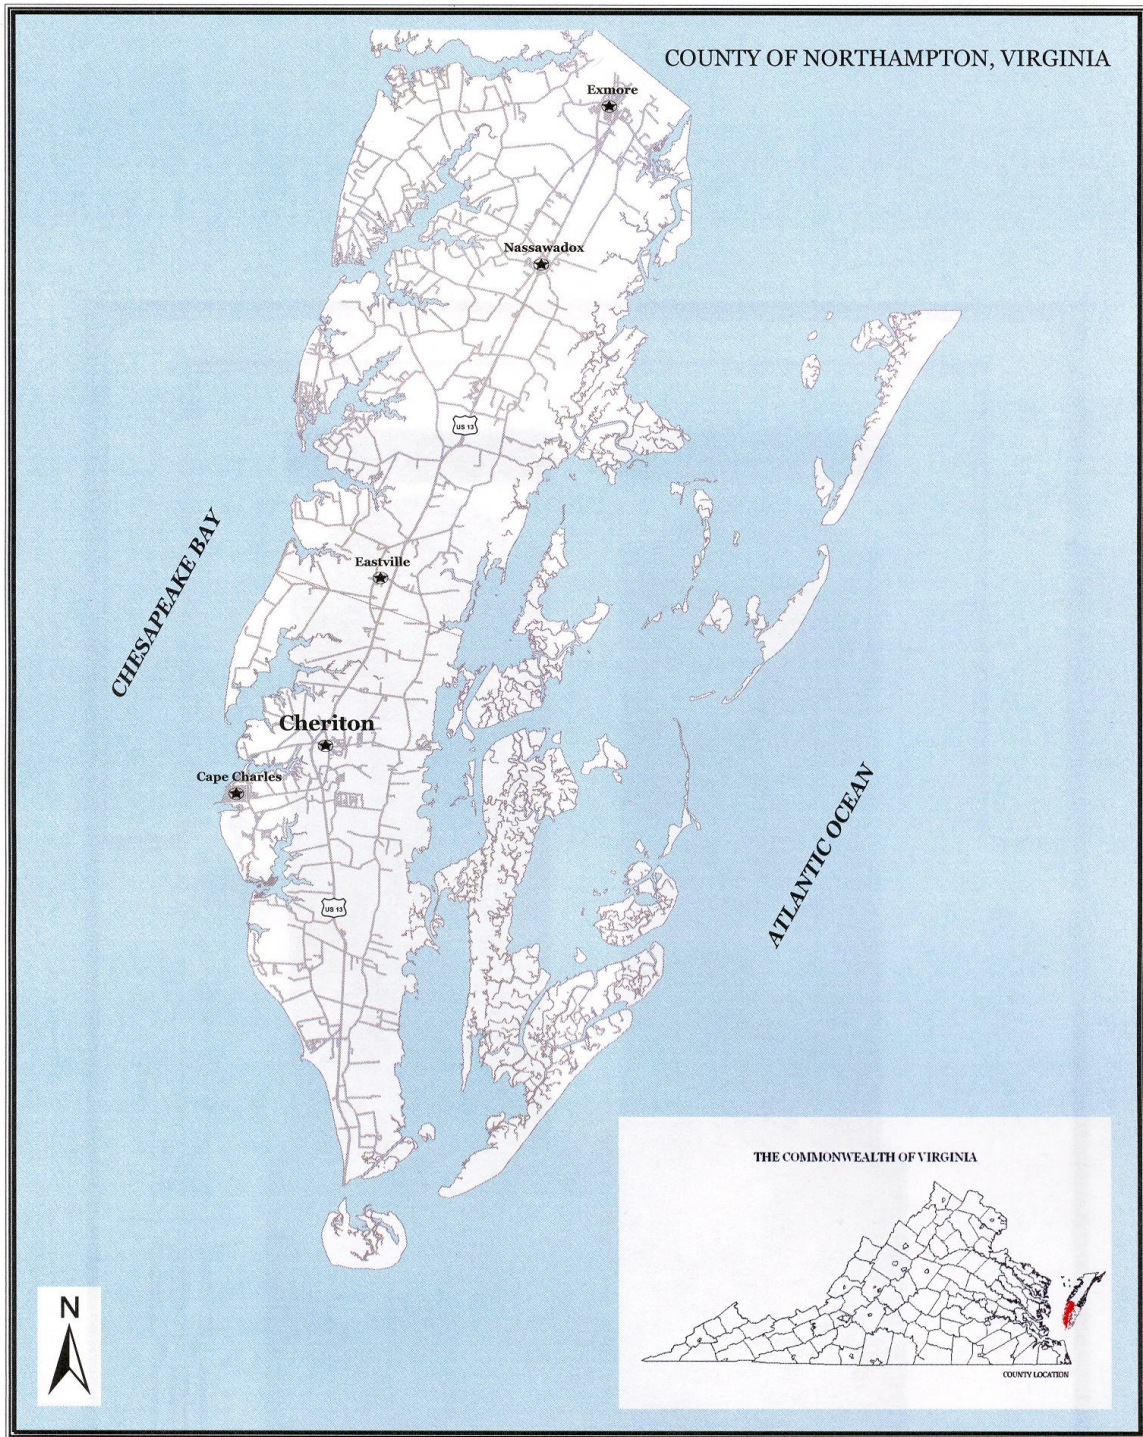 COUNTY OF NORTHAMPTON, VIRGINIA
Exmore
Nassawadox
US 13
CHESAPEAKE BAY
Eastville
Cheriton
Cape Charles
ATLANTIC OCEAN
US 13
THE COMMONWEALTH OF VIRGINIA
COUNTY LOCATION
N